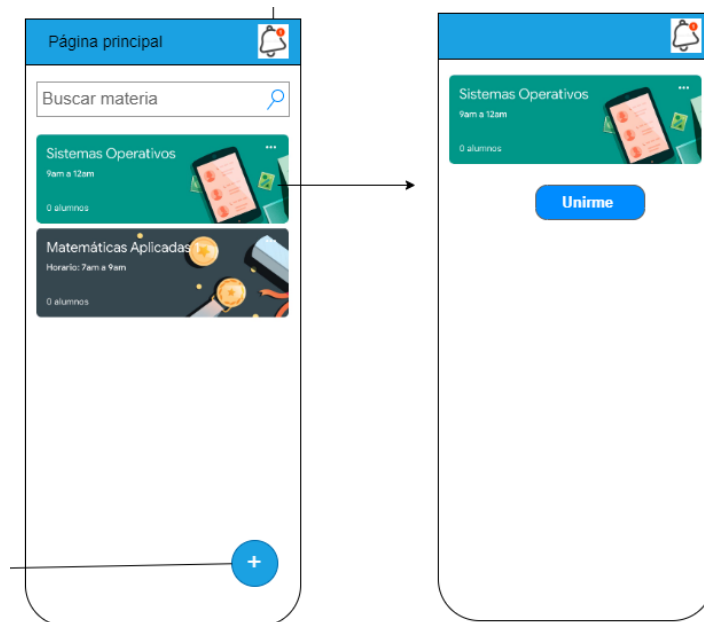 Página principal
Buscar materia
Sistemas Operativos
9am a 12am
0 alumnos
Matemáticas Aplicadas 1
Horario: 7am a 9am
0 alumnos
+
Sistemas Operativos
9am a 12am
0 alumnos
Unirme